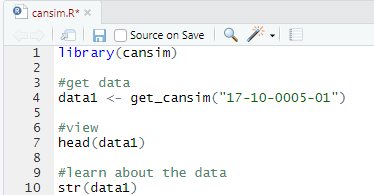 cansim.R*
Source on Save
1 library(cansim)
2
3 #get data
4 data1 <- get_cansim("17-10-0005-01")
5
6 #view
7 head(data1)
8
9 #learn about the data
10 str(data1)